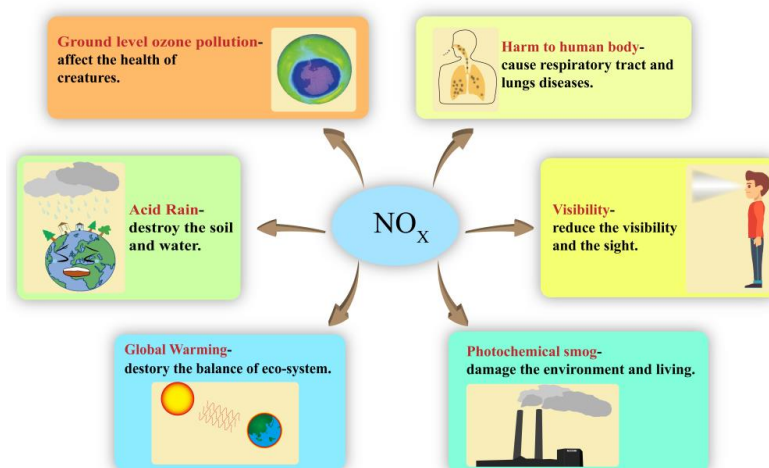 Ground level ozone pollution-
affect the health of
creatures.
Harm to human body-
cause respiratory tract and
lungs diseases.
Acid Rain-
destroy the soil
and water.
NOX
Visibility-
reduce the visibility
and the sight.
Global Warming-
destory the balance of eco-system.
Photochemical smog-
damage the environment and living.